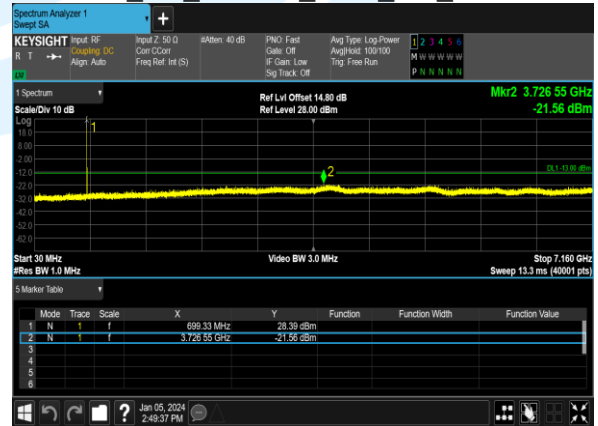 Spectrum Analyzer 1
Swept SA
+
KEYSIGHT Input: RF Input Z: 50 Ω #Atten: 40 dB PNO: Fast Avg Type: Log-Power 1 2 3 4 5 6
R T Coupling: DC Corr CCorr Gate: Off Avg|Hold: 100/100 M W W W W W
Align: Auto Freq Ref: Int (S) IF Gain: Low Trig: Free Run
Sig Track: Off P N N N N N
1 Spectrum
Scale/Div 10 dB
Ref Lvl Offset 14.80 dB
Ref Level 28.00 dBm
Mkr2 3.726 55 GHz
-21.56 dBm
Log
18.0
8.00
-2.00
-12.0
-22.0
-32.0
-42.0
-52.0
-62.0
1
2
DL1 -13.00 dBm
Start 30 MHz Video BW 3.0 MHz Stop 7.160 GHz
#Res BW 1.0 MHz Sweep 13.3 ms (40001 pts)
5 Marker Table
Mode Trace Scale X Y Function Function Width Function Value
1 N 1 f 699.33 MHz 28.39 dBm
2 N 1 f 3.726 55 GHz -21.56 dBm
3
4
5
6
? Jan 05, 2024
2:49:37 PM